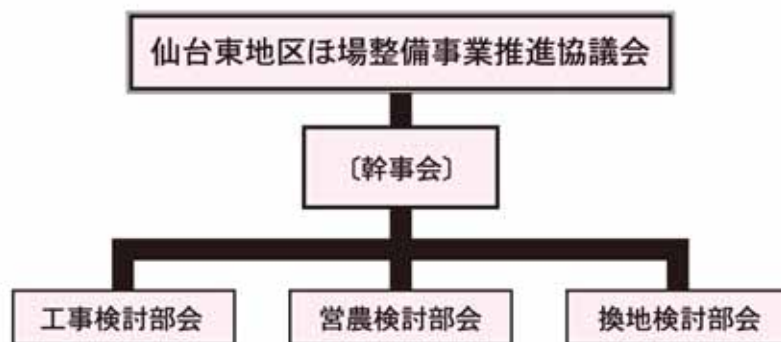 仙台東地区ほ場整備事業推進協議会
〔幹事会〕
工事検討部会
営農検討部会
換地検討部会